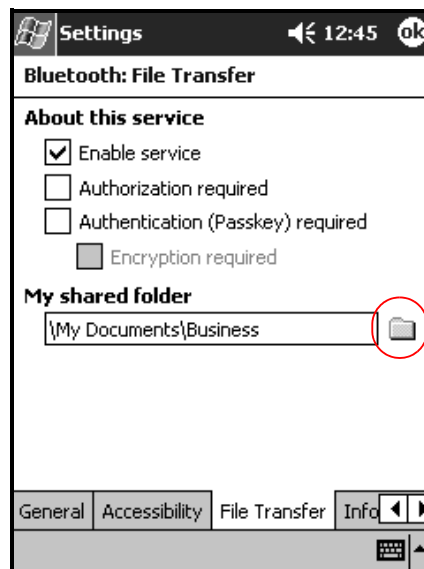 Settings 12:45 ok
Bluetooth: File Transfer
About this service
Enable service
Authorization required
Authentication (Passkey) required
Encryption required
My shared folder
\My Documents\Business
General Accessibility File Transfer Info